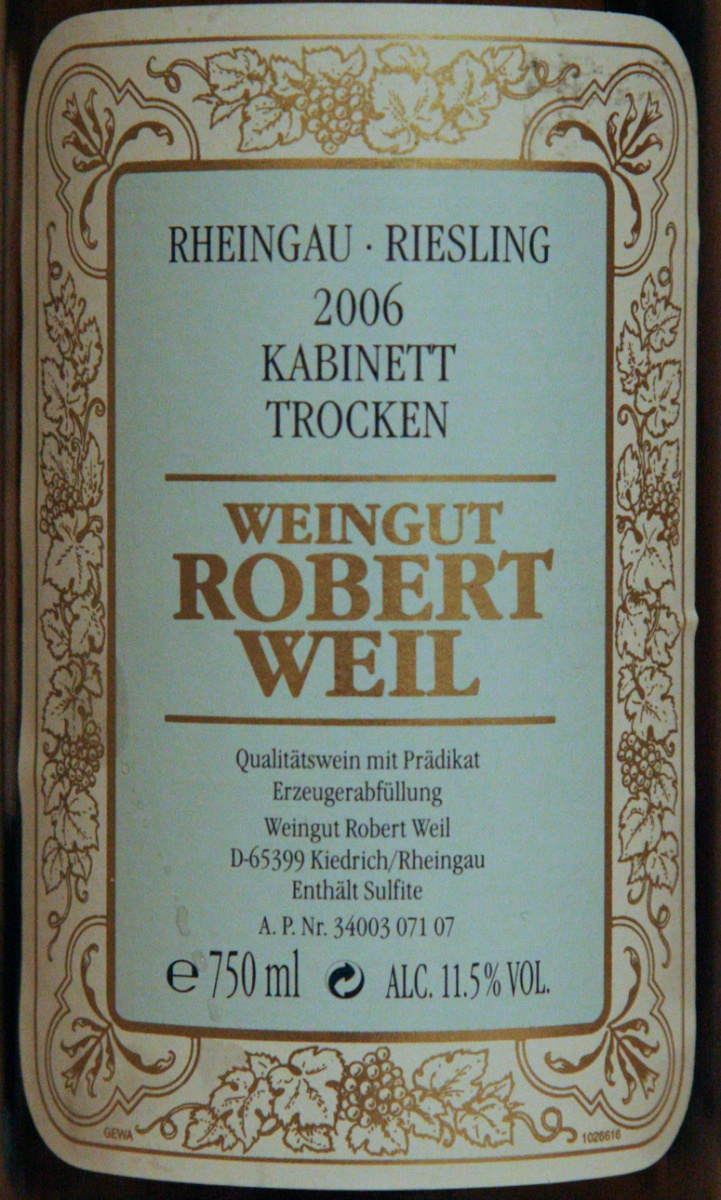 RHEINGAU · RIESLING
2006
KABINETT
TROCKEN
WEINGUT
ROBERT
WEIL
Qualitätswein mit Prädikat
Erzeugerabfüllung
Weingut Robert Weil
D-65399 Kiedrich/Rheingau
Enthält Sulfite
A. P. Nr. 34003 071 07
e 750 ml ALC. 11.5% VOL.
GEWA 1026616